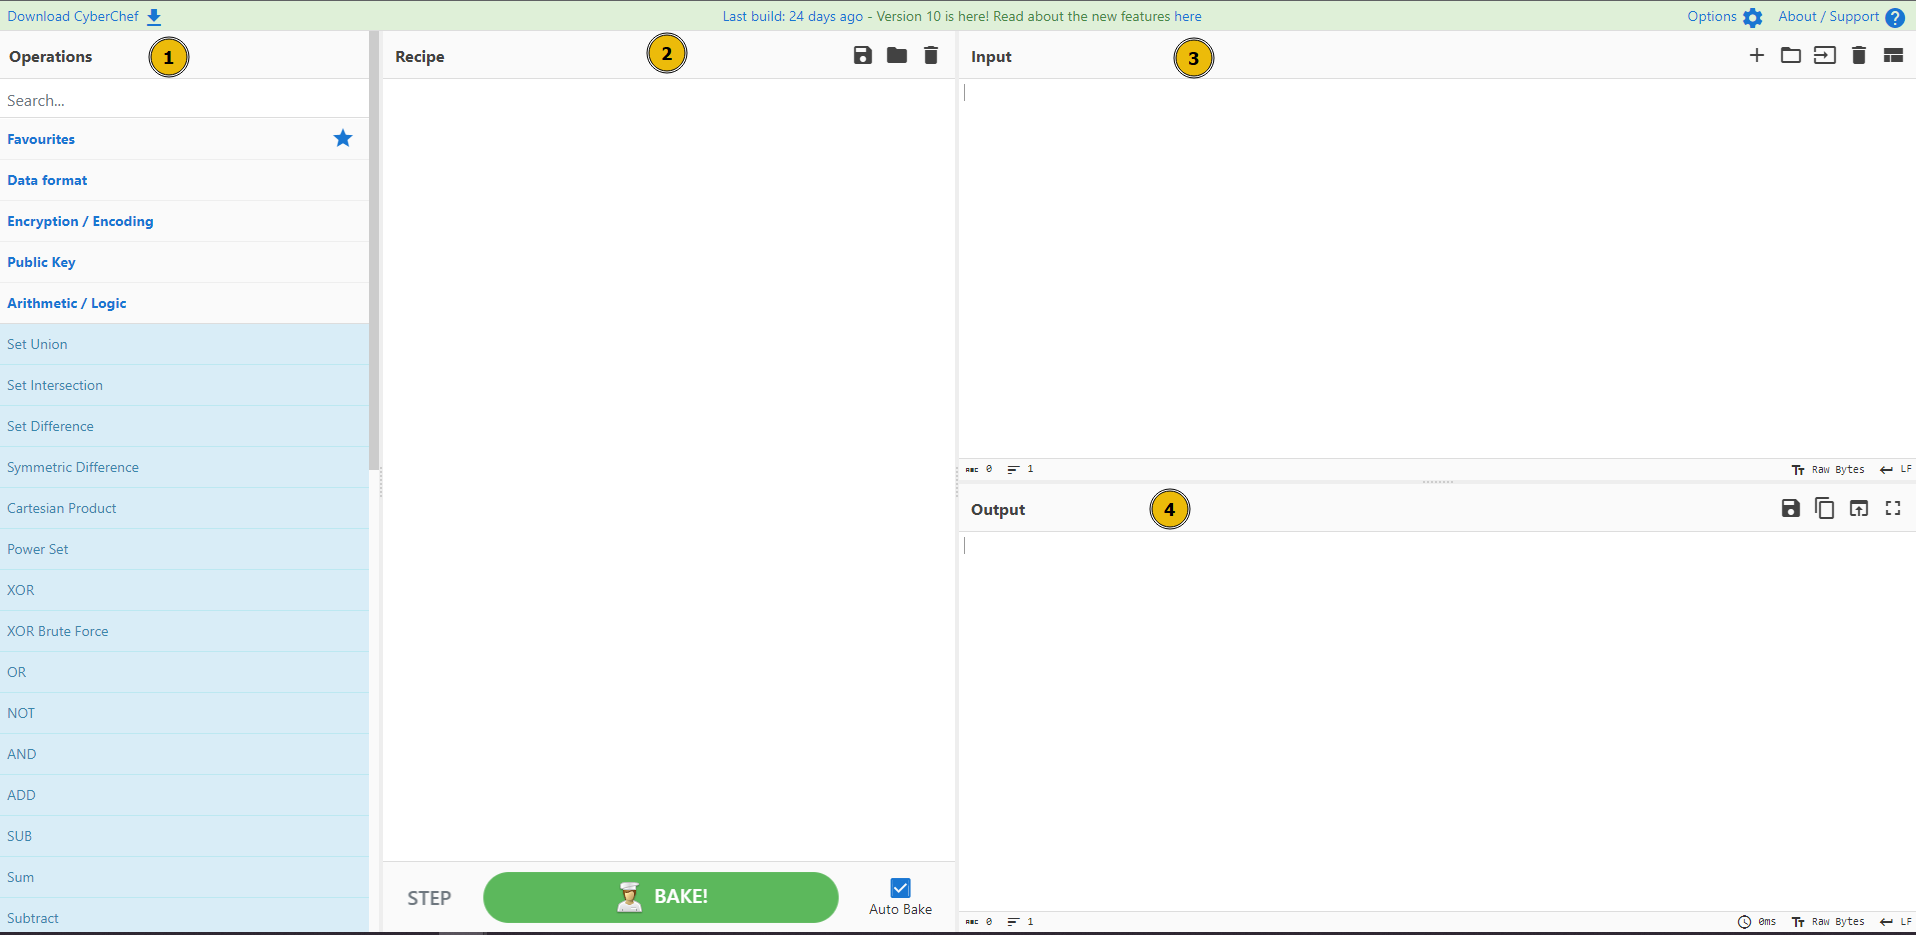 Download CyberChef
Last build: 24 days ago - Version 10 is here! Read about the new features here
Options
About / Support
Operations
1
Search...
Favourites
Data format
Encryption / Encoding
Public Key
Arithmetic / Logic
Set Union
Set Intersection
Set Difference
Symmetric Difference
Cartesian Product
Power Set
XOR
XOR Brute Force
OR
NOT
AND
ADD
SUB
Sum
Subtract
Recipe
2
STEP
BAKE!
Auto Bake
Input
3
ABC 0 1
Raw Bytes LF
Output
4
ABC 0 1
0ms Raw Bytes LF